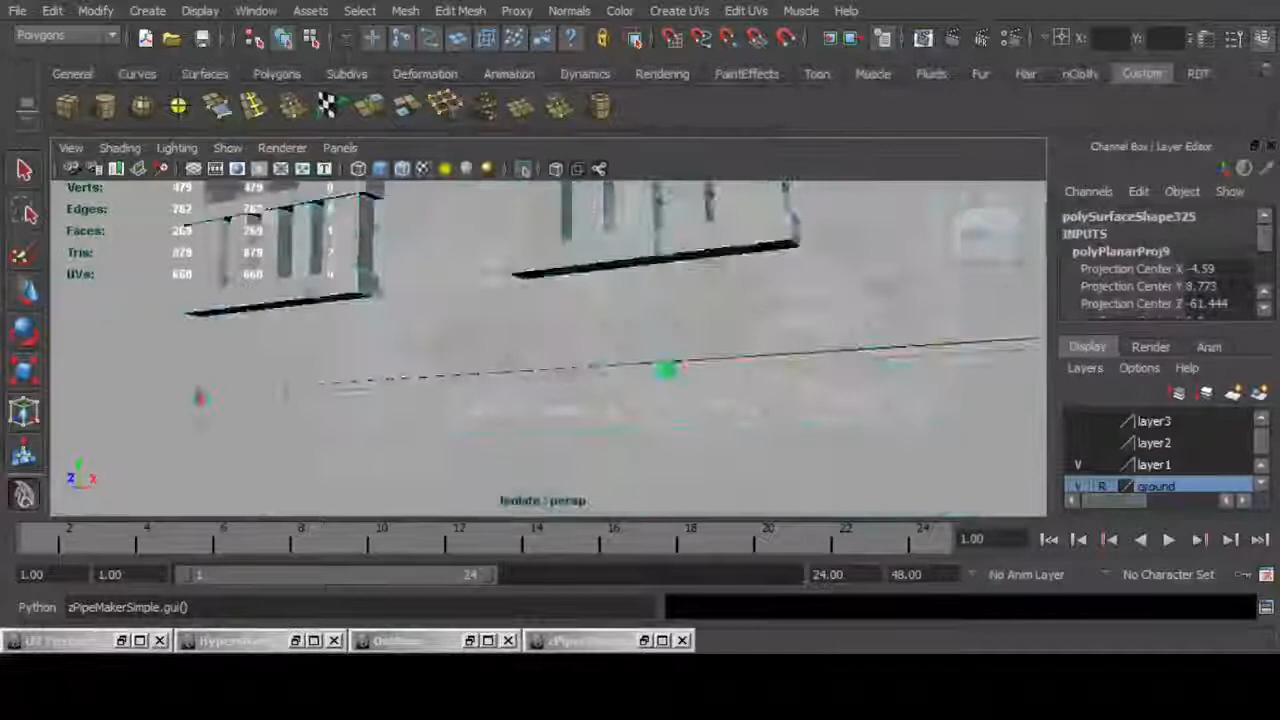 File Edit Modify Create Display Window Assets Select Mesh Edit Mesh Proxy Normals Color Create UVs Edit UVs Muscle Help
Polygons X: Y:
General Curves Surfaces Polygons Subdivs Deformation Animation Dynamics Rendering PaintEffects Toon Muscle Fluids Fur Hair nCloth Custom
View Shading Lighting Show Renderer Panels
Channel Box / Layer Editor
Channels Edit Object Show
Verts: 479 479 0
Edges:
Faces:
Tris:
UVs: 660 660
polySurfaceShape325
INPUTS
polyPlanarProj9
Projection Center X -4.59
Projection Center Y 8.773
Projection Center Z -61.444
Display Render Anim
Layers Options Help
layer3
layer2
V layer1
V R ground
Z X
Isolate : persp
2 4 6 8 10 12 14 16 18 20 22 24 1.00
1.00 1.00 1 24 24.00 48.00 No Anim Layer No Character Set
Python zPipeMakerSimple.gui()